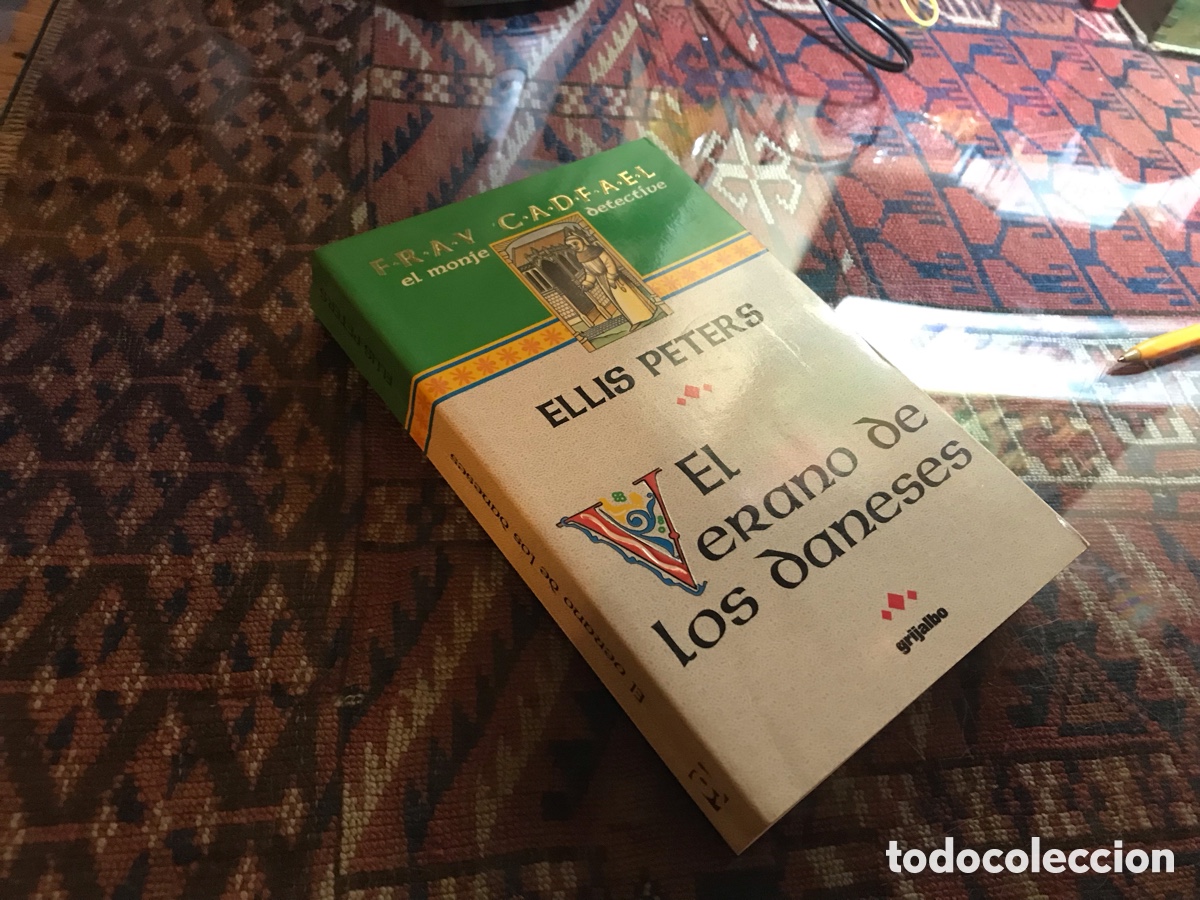 F·R·A·Y C·A·D·F·A·E·L
el monje detective
ELLIS PETERS
EL
VERANO DE
LOS DANESES
grijalbo
El verano de los daneses
todocoleccion